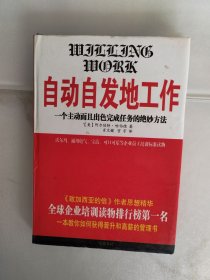 WILLING
WORK
自动自发地工作
一个主动而且出色完成任务的绝妙方法
《致加西亚的信》作者思想精华
全球企业培训读物排行榜第一名
一本教你如何获得晋升和高薪的管理书